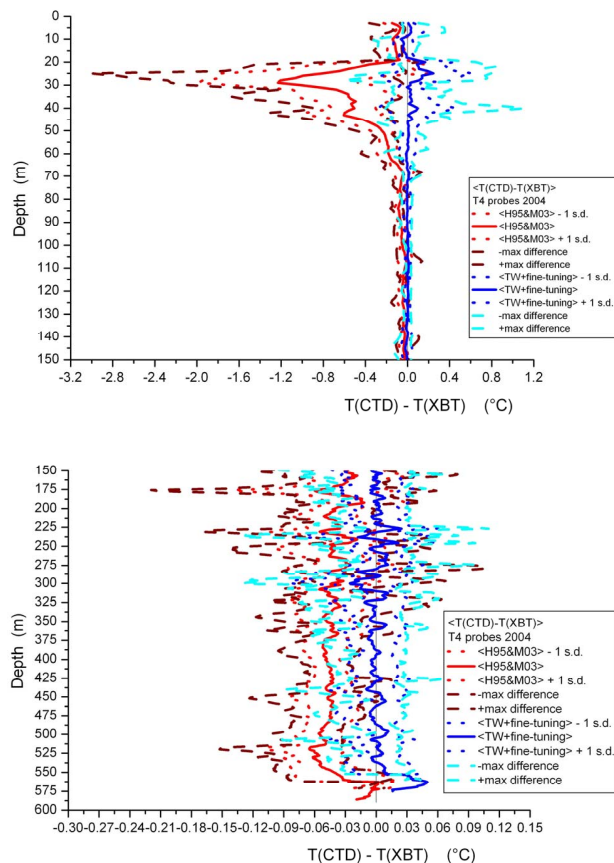 0
10
20
30
40
50
60
70
80
90
100
110
120
130
140
150
Depth (m)
<T(CTD)-T(XBT)>
T4 probes 2004
<H95&M03> - 1 s.d.
<H95&M03>
<H95&M03> + 1 s.d.
-max difference
+max difference
<TW+fine-tuning> - 1 s.d.
<TW+fine-tuning>
<TW+fine-tuning> + 1 s.d.
-max difference
+max difference
-3.2 -2.8 -2.4 -2.0 -1.6 -1.2 -0.8 -0.4 0.0 0.4 0.8 1.2
T(CTD) - T(XBT) (°C)
150
175
200
225
250
275
300
325
350
375
400
425
450
475
500
525
550
575
600
Depth (m)
<T(CTD)-T(XBT)>
T4 probes 2004
<H95&M03> - 1 s.d.
<H95&M03>
<H95&M03> + 1 s.d.
-max difference
+max difference
<TW+fine-tuning> - 1 s.d.
<TW+fine-tuning>
<TW+fine-tuning> + 1 s.d.
-max difference
+max difference
-0.30 -0.27 -0.24 -0.21 -0.18 -0.15 -0.12 -0.09 -0.06 -0.03 0.00 0.03 0.06 0.09 0.12 0.15
T(CTD) - T(XBT) (°C)